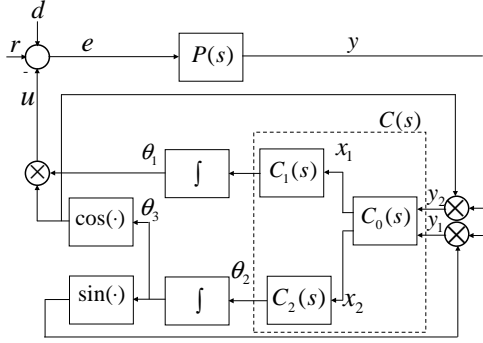 d
r e P(s) y
-
u C(s)
θ₁ ∫ C₁(s) x₁
cos(·) θ₃ C₀(s) y₂
y₁
sin(·) ∫ θ₂ C₂(s) x₂